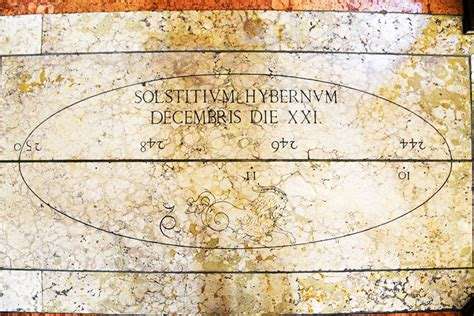 SOLSTITIVM HYBERNVM
DECEMBRIS DIE XXI.
250 248 246 244
11 10